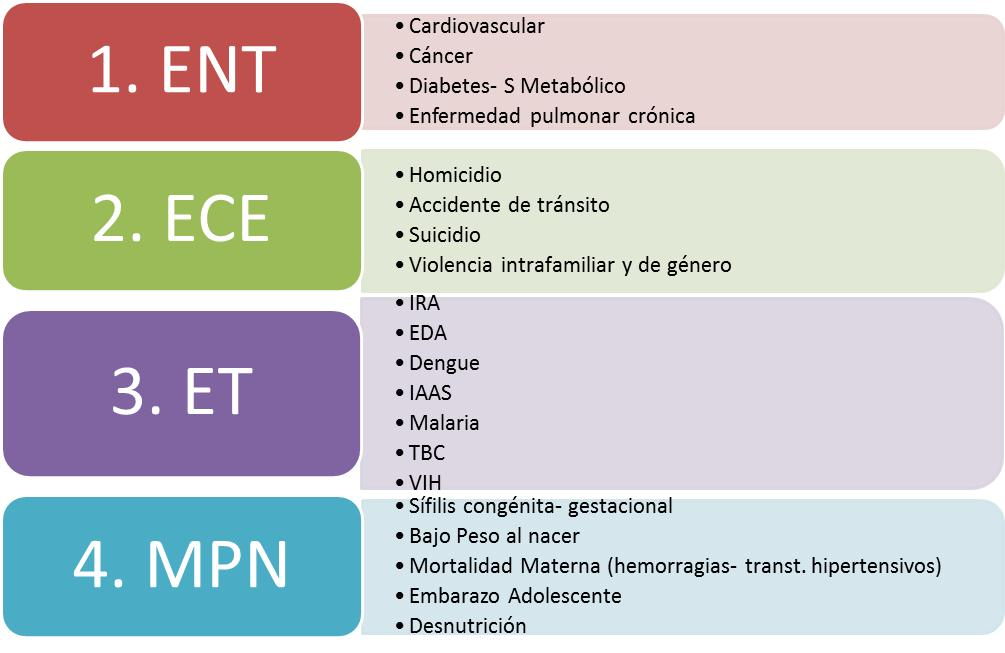 1. ENT
• Cardiovascular
• Cáncer
• Diabetes- S Metabólico
• Enfermedad pulmonar crónica
2. ECE
• Homicidio
• Accidente de tránsito
• Suicidio
• Violencia intrafamiliar y de género
3. ET
• IRA
• EDA
• Dengue
• IAAS
• Malaria
• TBC
• VIH
4. MPN
• Sífilis congénita- gestacional
• Bajo Peso al nacer
• Mortalidad Materna (hemorragias- transt. hipertensivos)
• Embarazo Adolescente
• Desnutrición